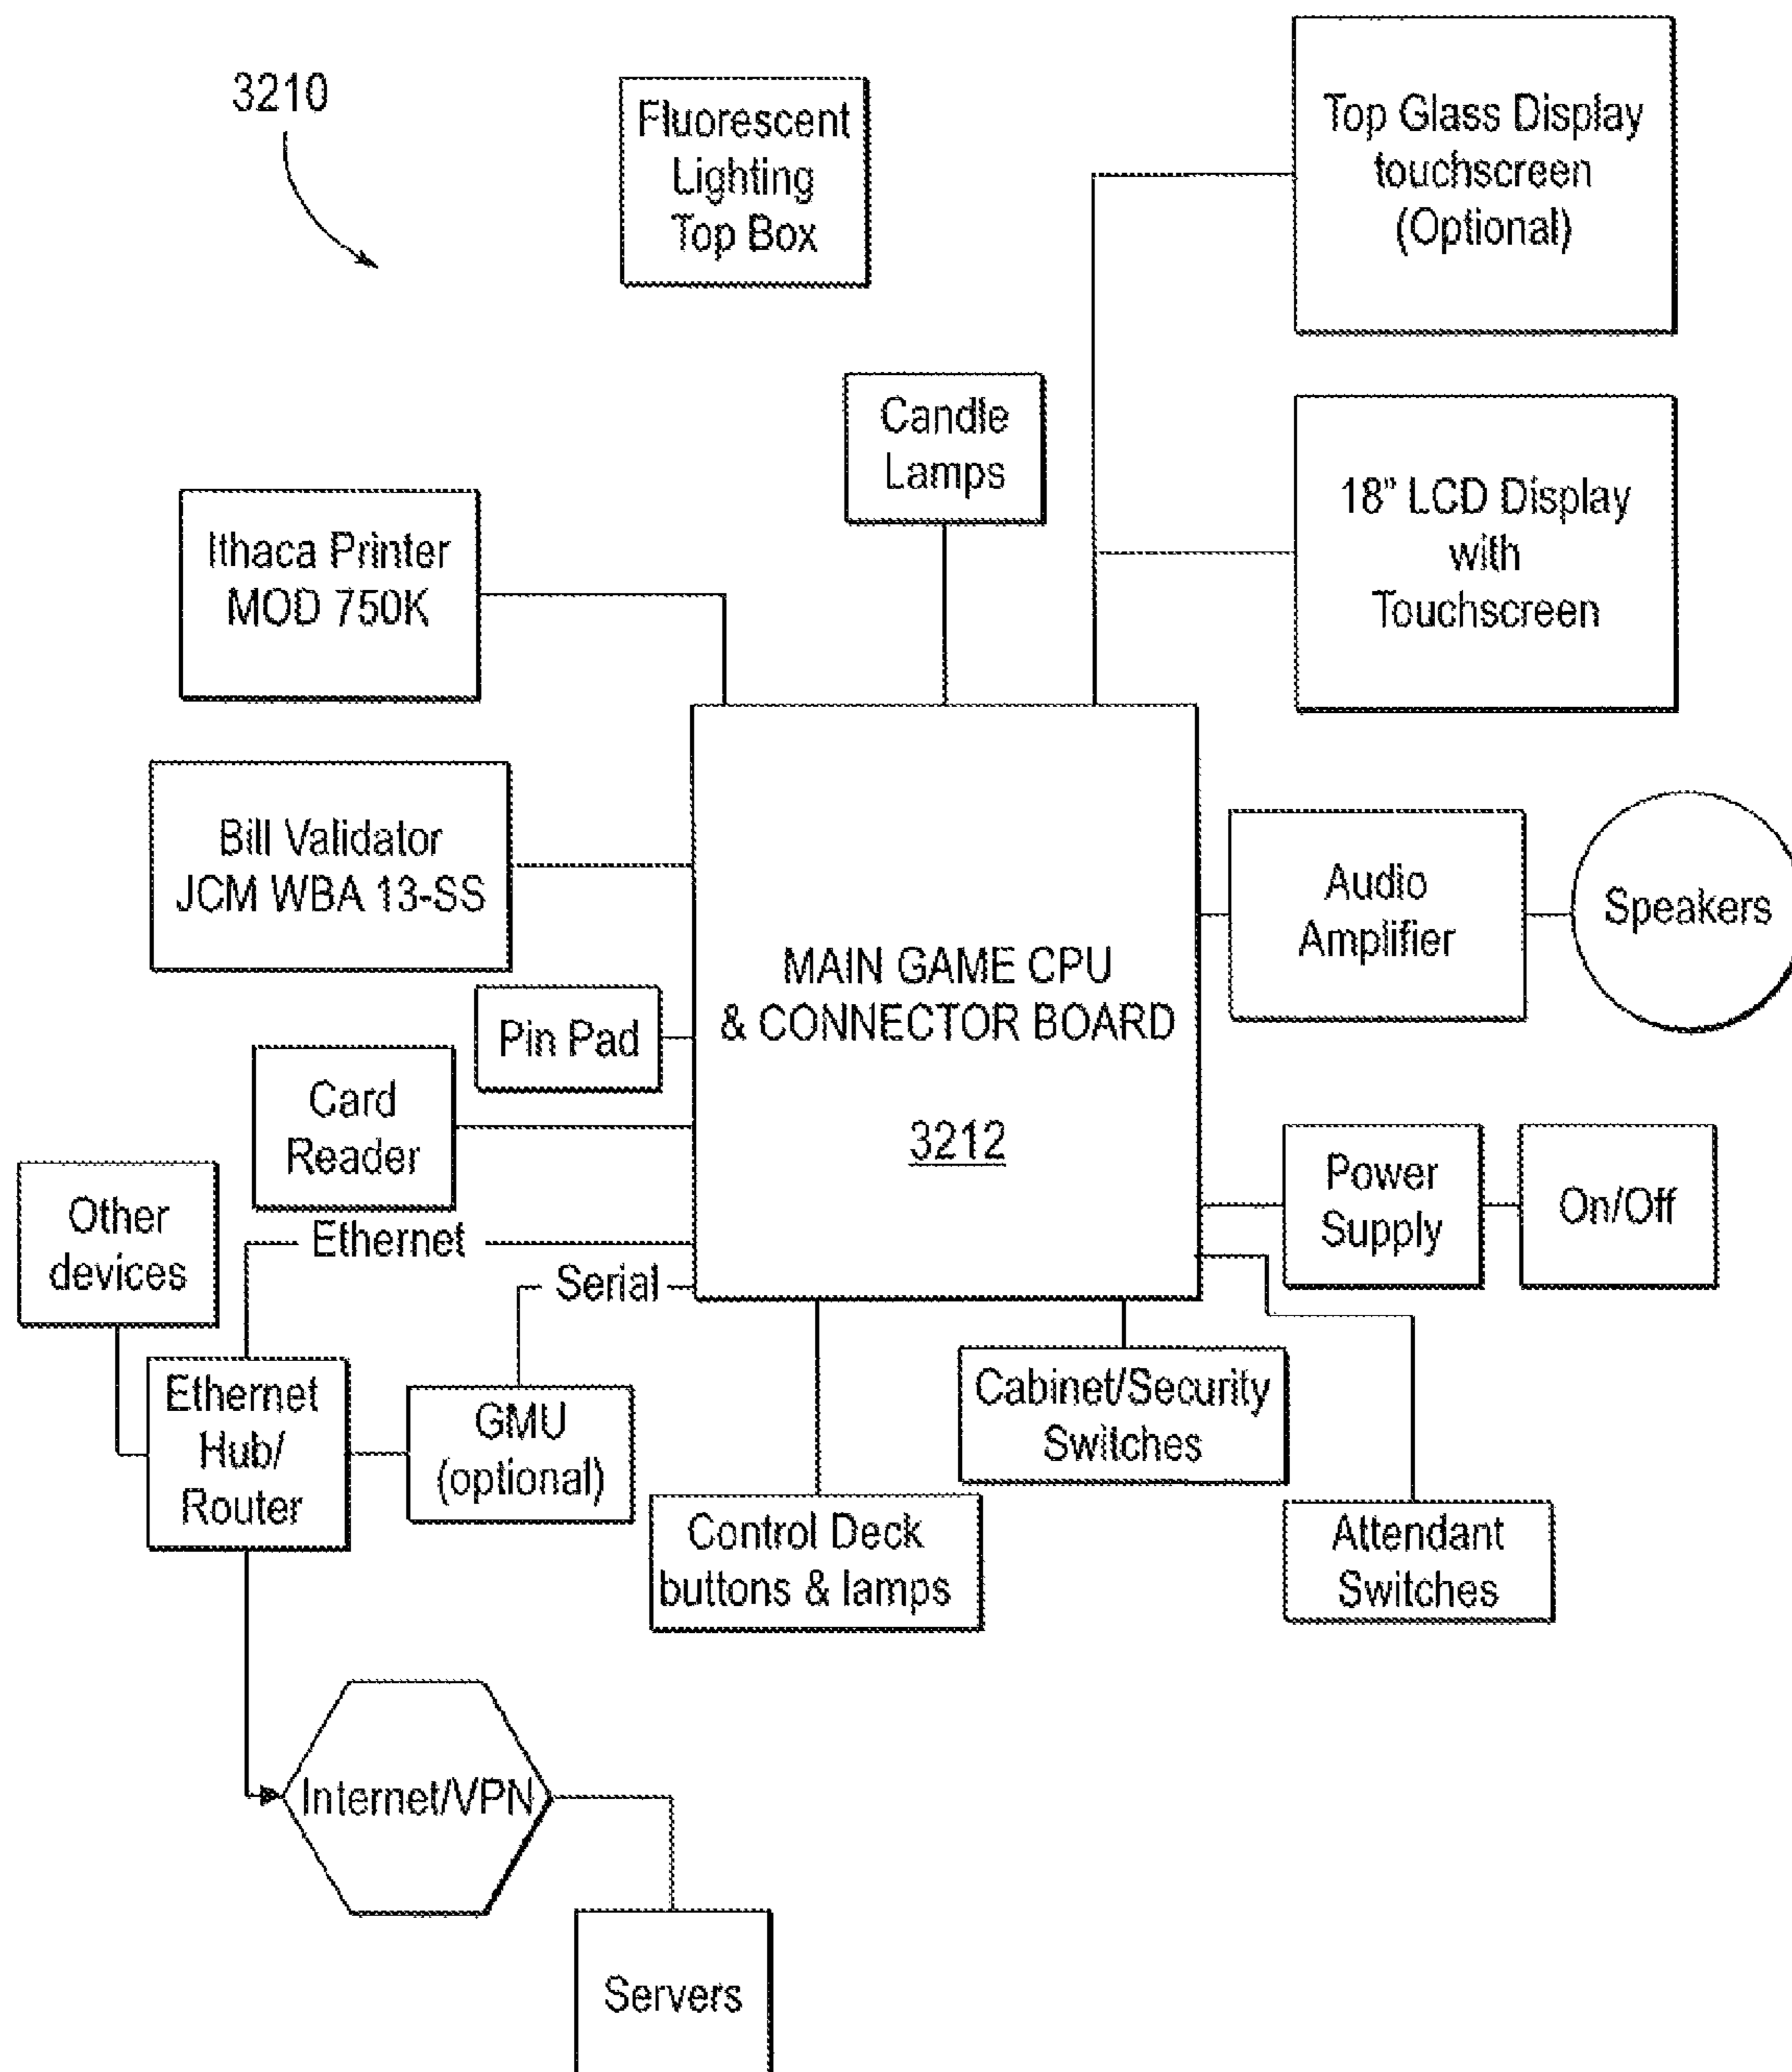 3210
Fluorescent
Lighting
Top Box
Top Glass Display
touchscreen
(Optional)
Candle
Lamps
18” LCD Display
with
Touchscreen
Ithaca Printer
MOD 750K
Bill Validator
JCM WBA 13-SS
Audio
Amplifier
Speakers
MAIN GAME CPU
& CONNECTOR BOARD
3212
Pin Pad
Card
Reader
Power
Supply
On/Off
Other
devices
Ethernet
Serial
Ethernet
Hub/
Router
GMU
(optional)
Cabinet/Security
Switches
Control Deck
buttons & lamps
Attendant
Switches
Internet/VPN
Servers